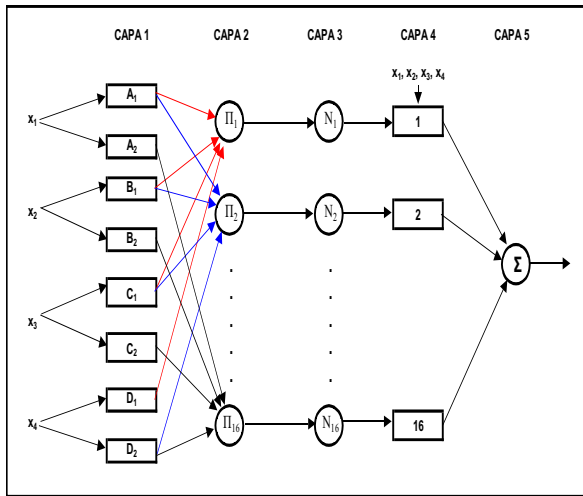 CAPA 1 CAPA 2 CAPA 3 CAPA 4 CAPA 5
x₁, x₂, x₃, x₄
A₁
x₁ Π₁ N₁ 1
A₂
B₁
x₂ Π₂ N₂ 2
B₂
Σ
C₁
x₃
C₂
D₁
x₄ Π₁₆ N₁₆ 16
D₂